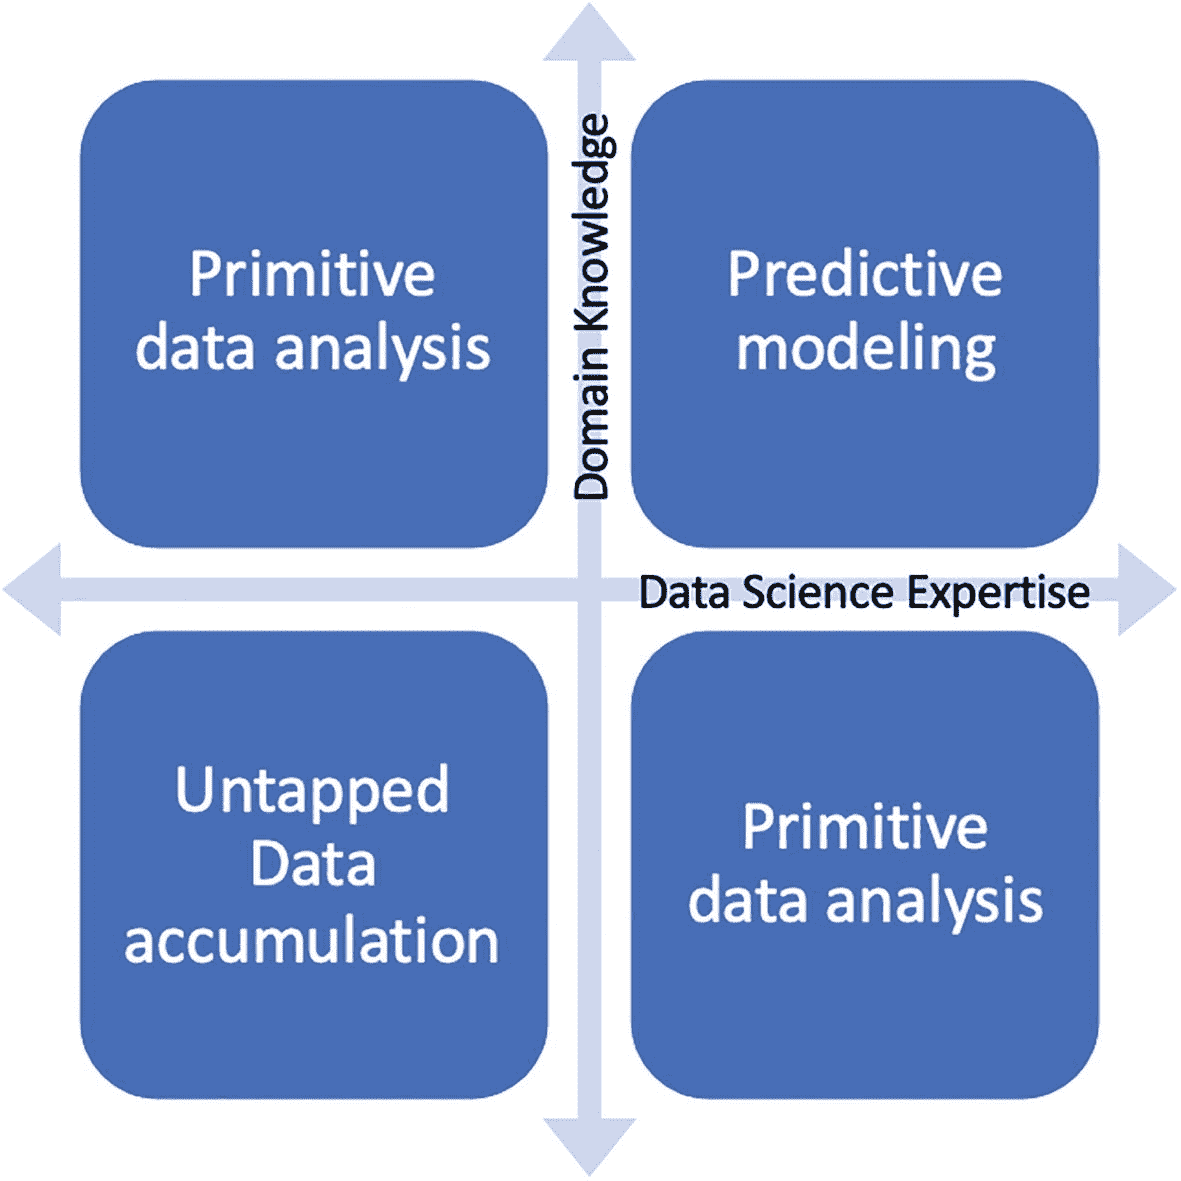 Primitive
data analysis
Domain Knowledge
Predictive
modeling
Data Science Expertise
Untapped
Data
accumulation
Primitive
data analysis